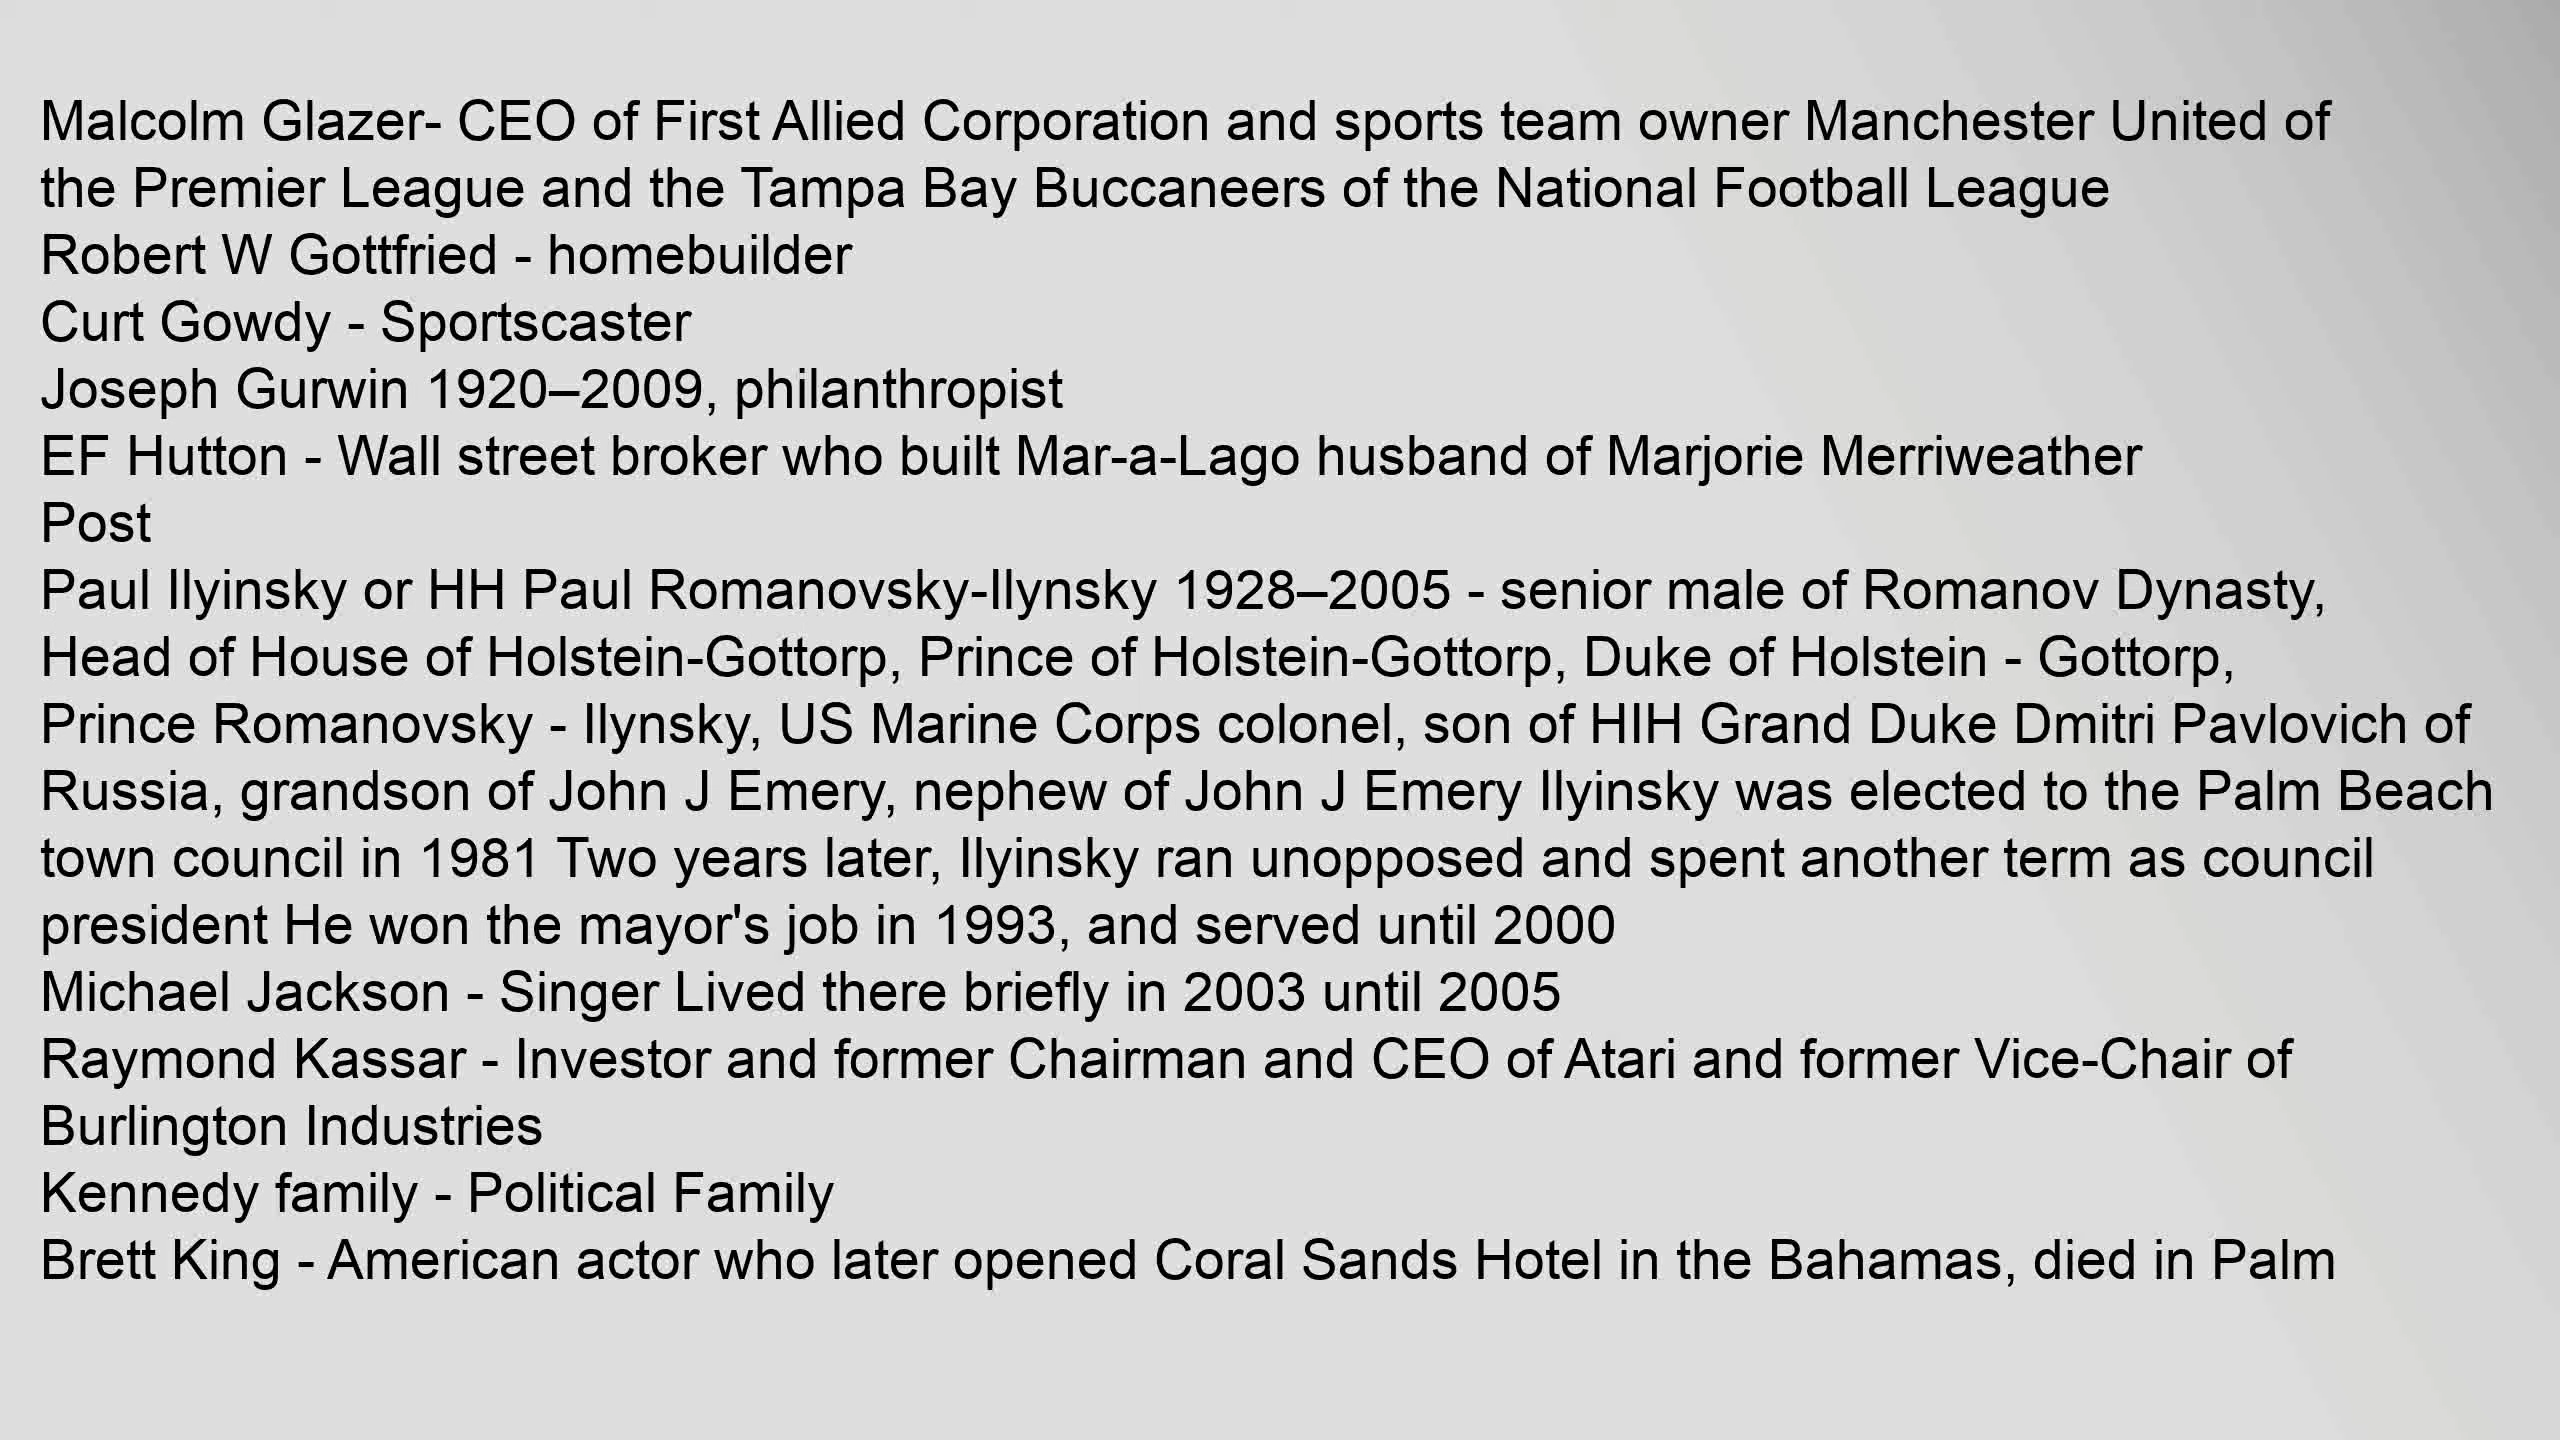 Malcolm Glazer- CEO of First Allied Corporation and sports team owner Manchester United of
the Premier League and the Tampa Bay Buccaneers of the National Football League
Robert W Gottfried - homebuilder
Curt Gowdy - Sportscaster
Joseph Gurwin 1920–2009, philanthropist
EF Hutton - Wall street broker who built Mar-a-Lago husband of Marjorie Merriweather
Post
Paul Ilyinsky or HH Paul Romanovsky-Ilynsky 1928–2005 - senior male of Romanov Dynasty,
Head of House of Holstein-Gottorp, Prince of Holstein-Gottorp, Duke of Holstein - Gottorp,
Prince Romanovsky - Ilynsky, US Marine Corps colonel, son of HIH Grand Duke Dmitri Pavlovich of
Russia, grandson of John J Emery, nephew of John J Emery Ilyinsky was elected to the Palm Beach
town council in 1981 Two years later, Ilyinsky ran unopposed and spent another term as council
president He won the mayor's job in 1993, and served until 2000
Michael Jackson - Singer Lived there briefly in 2003 until 2005
Raymond Kassar - Investor and former Chairman and CEO of Atari and former Vice-Chair of
Burlington Industries
Kennedy family - Political Family
Brett King - American actor who later opened Coral Sands Hotel in the Bahamas, died in Palm